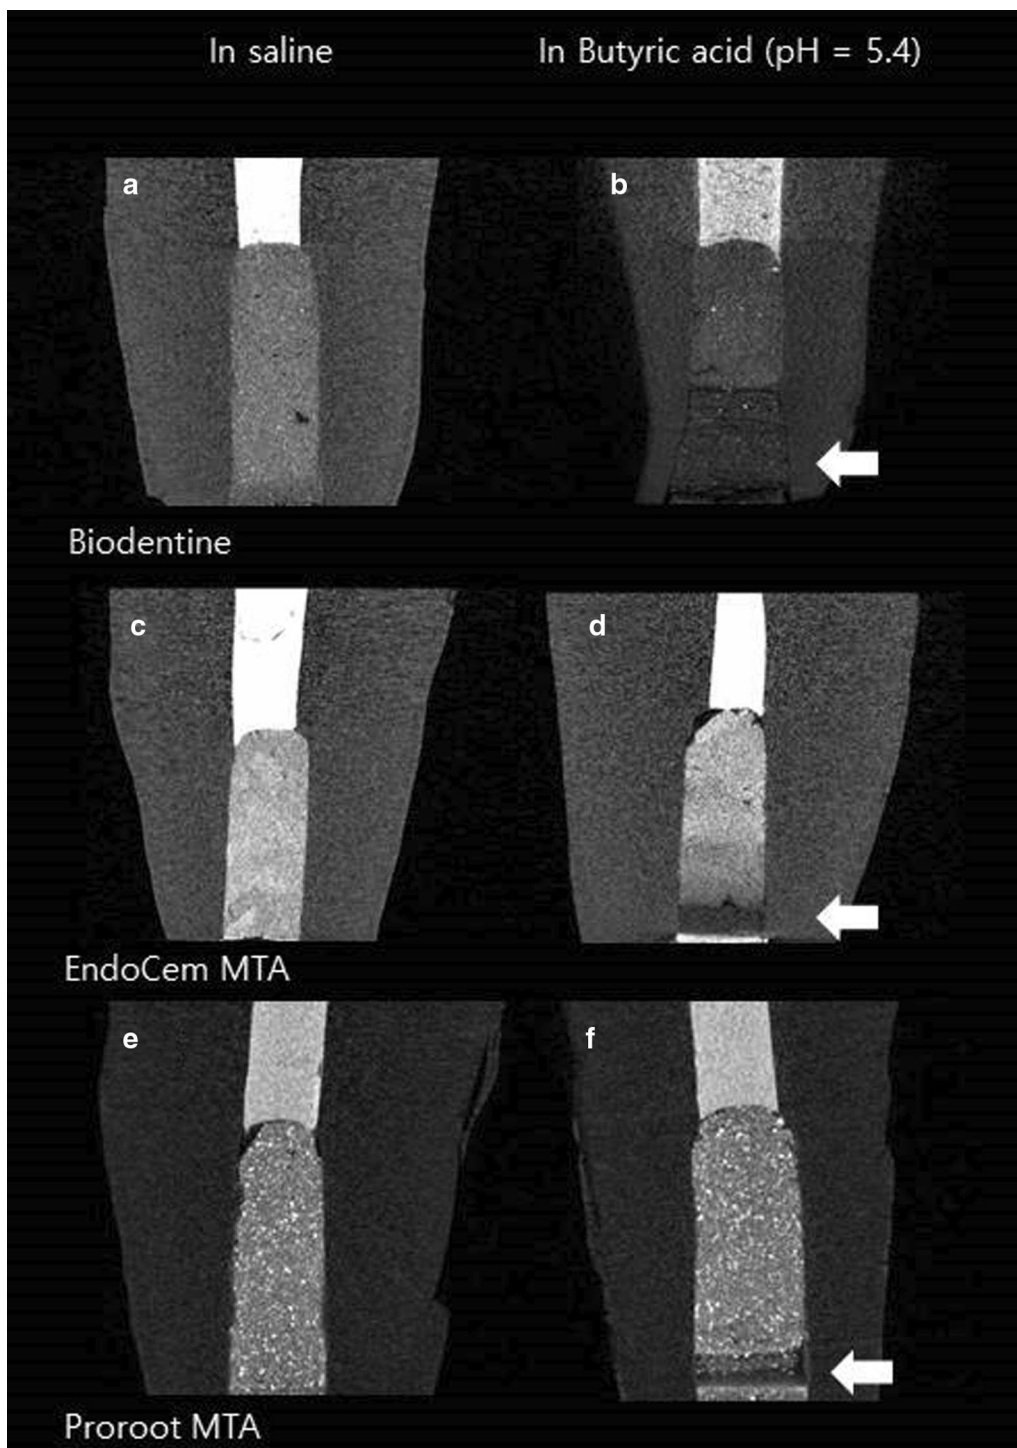 In saline
In Butyric acid (pH = 5.4)
a
b
Biodentine
c
d
EndoCem MTA
e
f
Proroot MTA